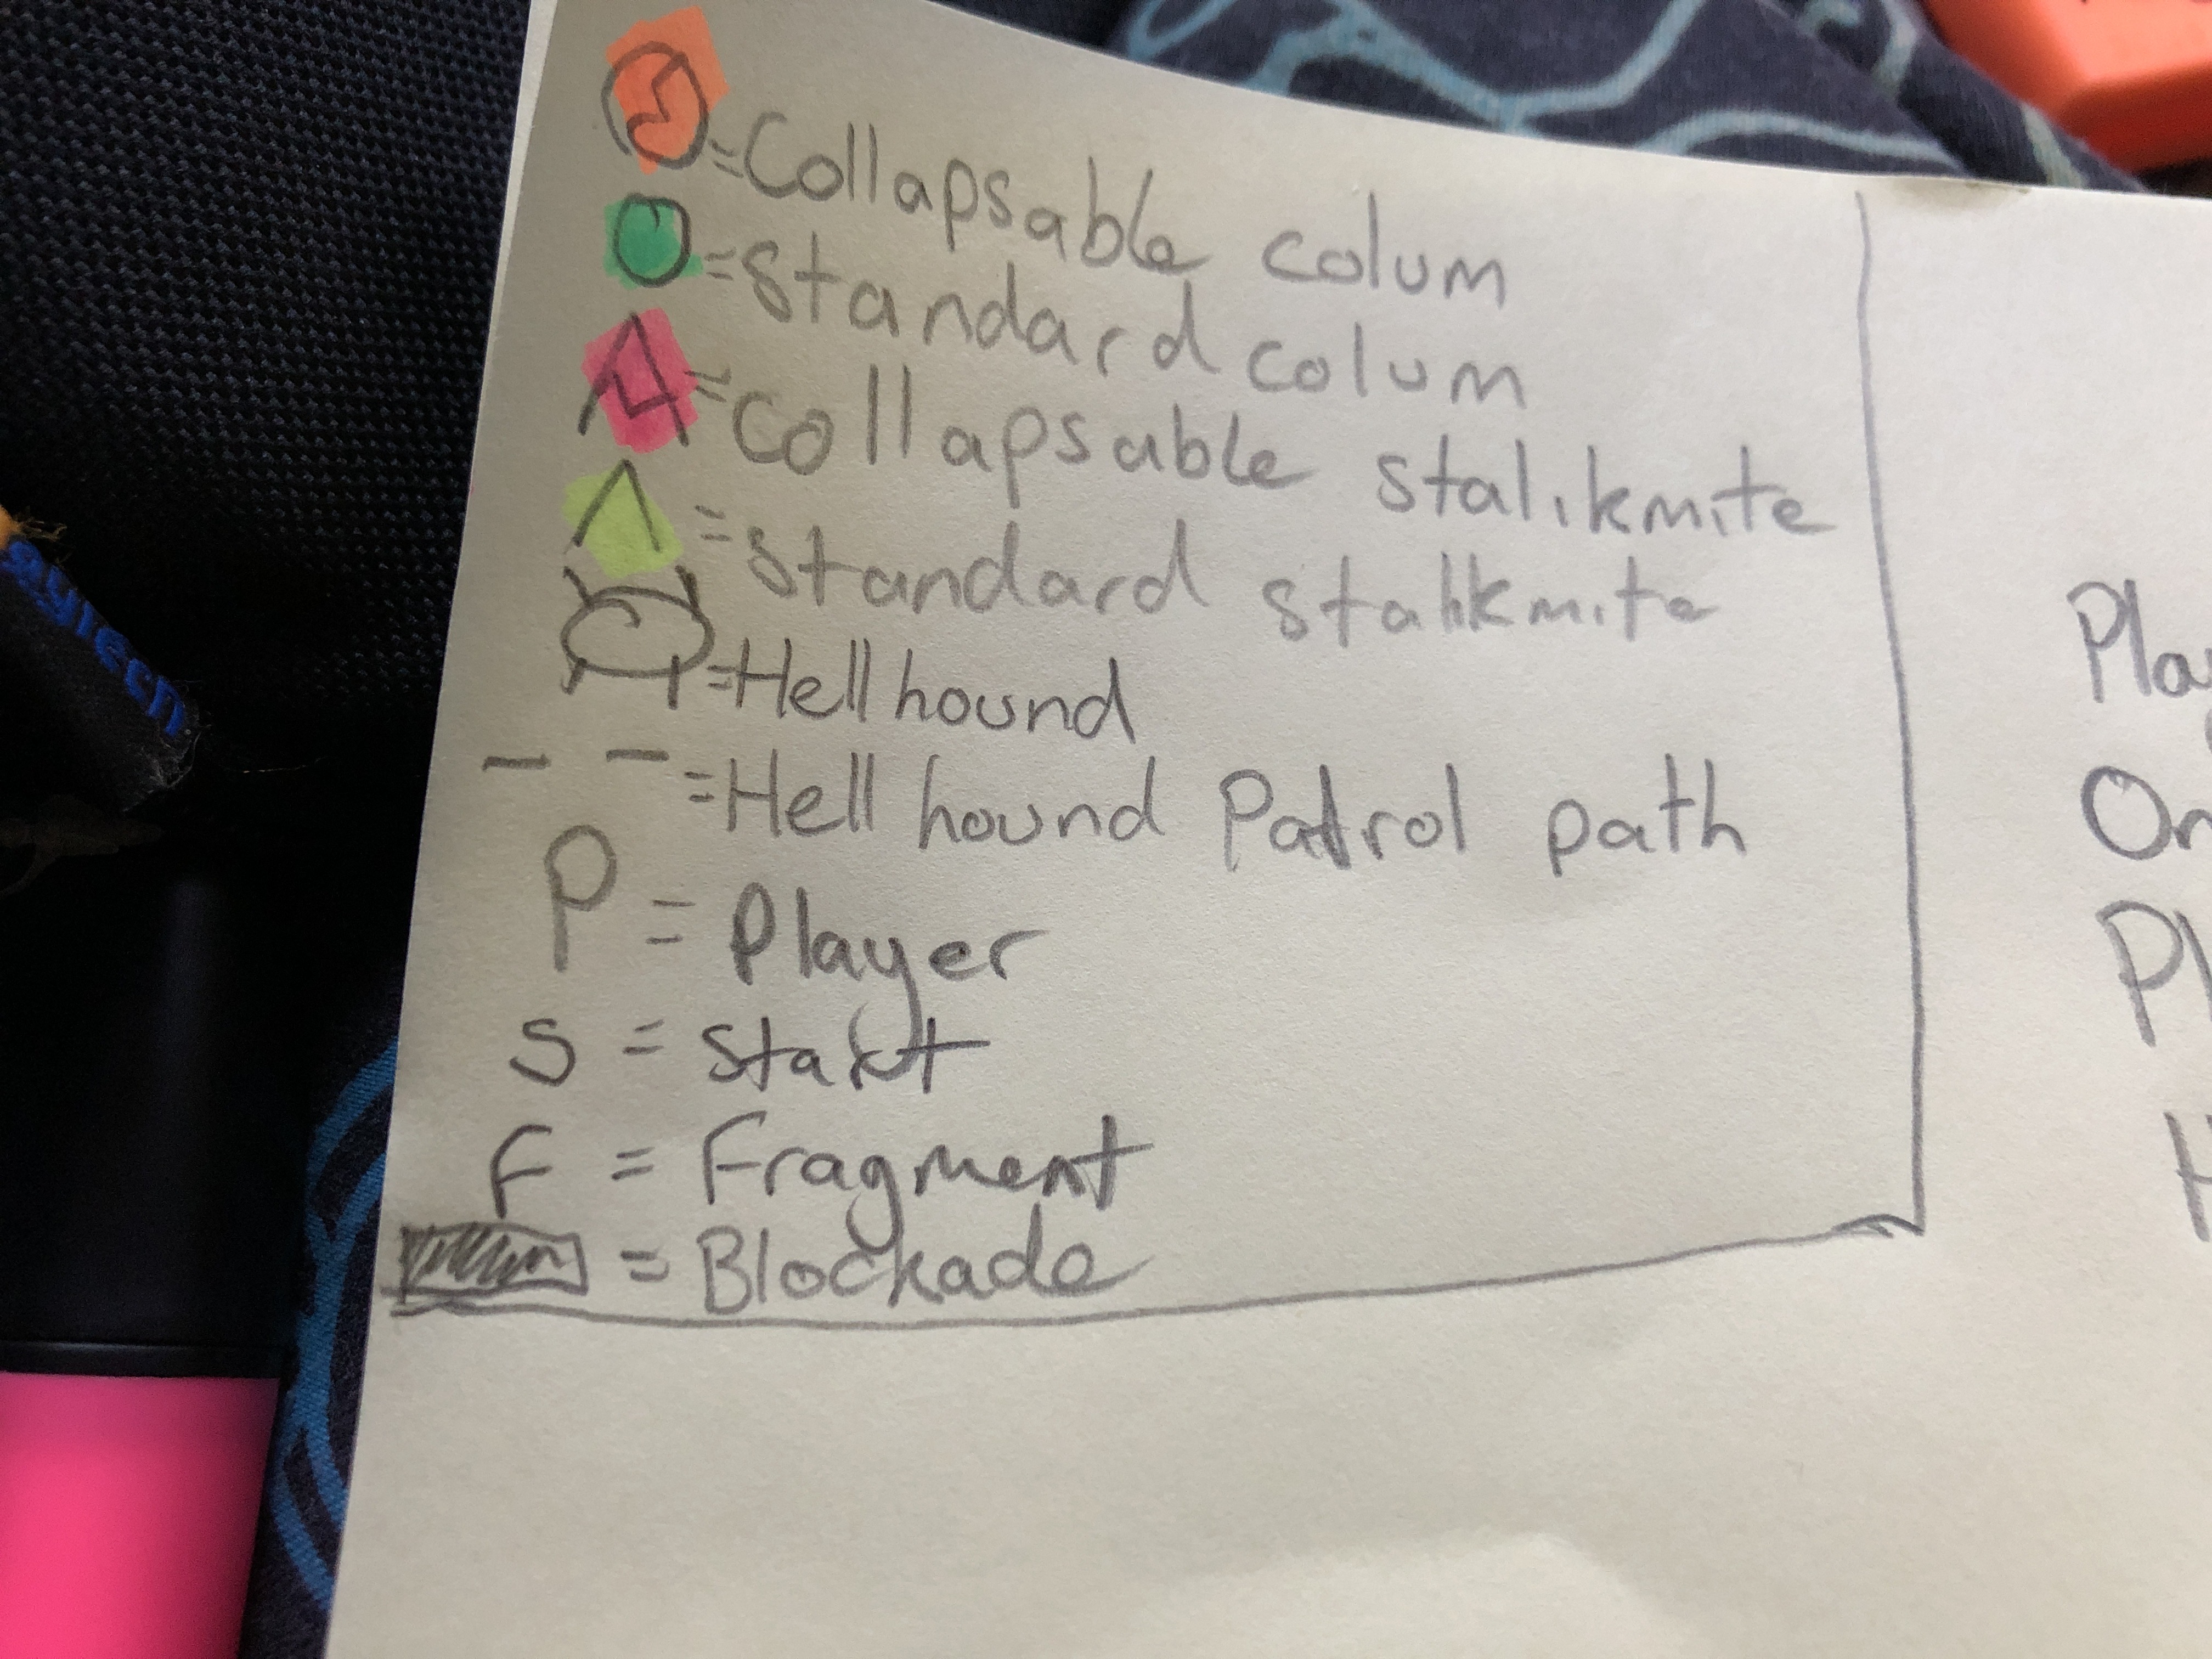 = Collapsable colum
= standard colum
= Collapsable stalikmite
= standard stalikmite
= Hell hound
- - = Hell hound Patrol path
P = player
S = start
F = Fragment
= Blockade
Pla
On
Pl